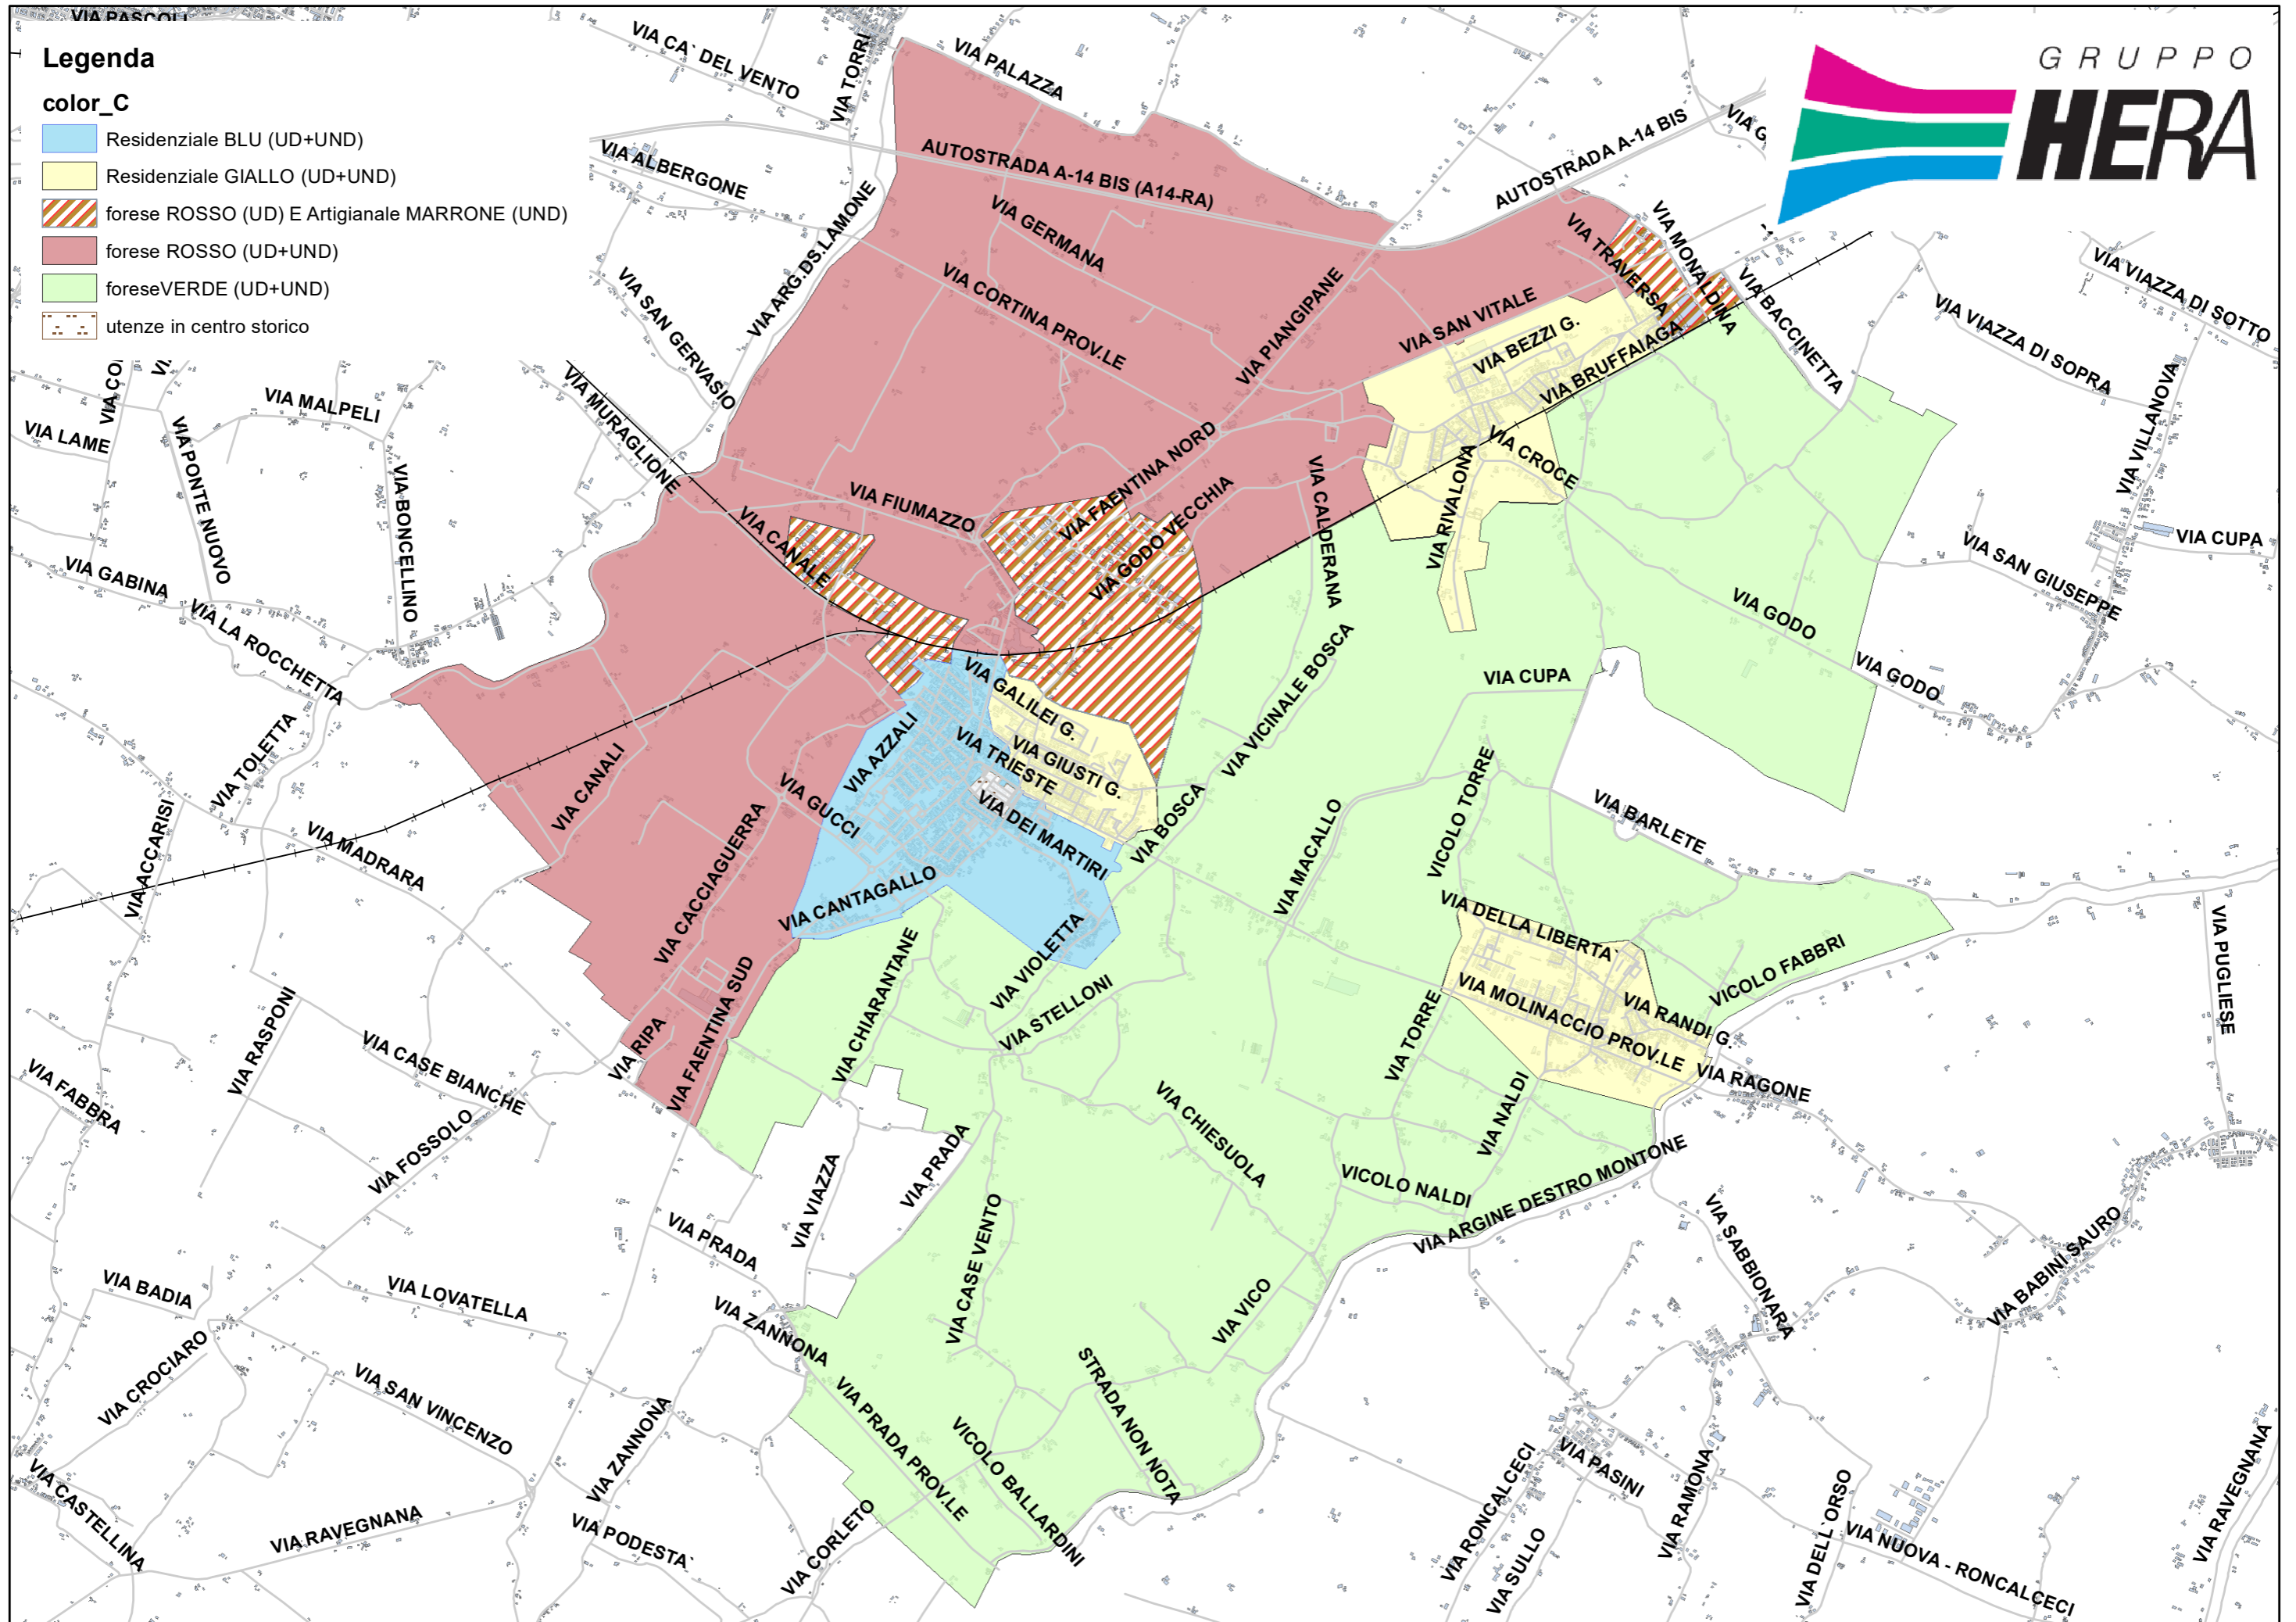 VIA PASCOLI
Legenda
color_C
Residenziale BLU (UD+UND)
Residenziale GIALLO (UD+UND)
forese ROSSO (UD) E Artigianale MARRONE (UND)
forese ROSSO (UD+UND)
foreseVERDE (UD+UND)
utenze in centro storico
GRUPPO
HERA
VIA CA` DEL VENTO
VIA TORRI
VIA PALAZZA
VIA G
AUTOSTRADA A-14 BIS
AUTOSTRADA A-14 BIS (A14-RA)
VIA ALBERGONE
VIA ARG.DS.LAMONE
VIA GERMANA
VIA TRAVERSA
VIA MONALDINA
VIA BACCINETTA
VIA VIAZZA DI SOTTO
VIA VIAZZA DI SOPRA
VIA SAN GERVASIO
VIA CORTINA PROV.LE
VIA PIANGIPANE
VIA SAN VITALE
VIA BEZZI G.
VIA BRUFFAIAGA
VIA VILLANOVA
VIA CO
VI
VIA MALPELI
VIA LAME
VIA PONTE NUOVO
VIA BONCELLINO
VIA MURAGLIONE
VIA FIUMAZZO
VIA FAENTINA NORD
VIA GODO VECCHIA
VIA CALDERANA
VIA RIVALONA
VIA CROCE
VIA CUPA
VIA SAN GIUSEPPE
VIA CANALE
VIA GABINA
VIA LA ROCCHETTA
VIA GODO
VIA GODO
VIA CUPA
VIA VICINALE BOSCA
VIA GALILEI G.
VIA TOLETTA
VIA CANALI
VIA AZZALI
VIA TRIESTE
VIA GIUSTI G.
VIA GUCCI
VIA DEI MARTIRI
VIA BOSCA
VIA MACALLO
VICOLO TORRE
VIA BARLETE
VIA ACCARISI
VIA MADRARA
VIA CACCIAGUERRA
VIA CANTAGALLO
VIA DELLA LIBERTA`
VICOLO FABBRI
VIA PUGLIESE
VIA CHIARANTANE
VIA VIOLETTA
VIA STELLONI
VIA MOLINACCIO PROV.LE
VIA RANDI G.
VIA RAGONE
VIA TORRE
VIA RASPONI
VIA CASE BIANCHE
VIA RIPA
VIA FAENTINA SUD
VIA FABBRA
VIA FOSSOLO
VIA CHIESUOLA
VIA NALDI
VICOLO NALDI
VIA ARGINE DESTRO MONTONE
VIA PRADA
VIA VIAZZA
VIA PRADA
VIA CASE VENTO
VIA SABBIONARA
VIA BABINI SAURO
VIA BADIA
VIA LOVATELLA
VIA ZANNONA
VIA VICO
VIA CROCIARO
VIA SAN VINCENZO
VIA ZANNONA
VIA PRADA PROV.LE
VICOLO BALLARDINI
STRADA NON NOTA
VIA CASTELLINA
VIA RAVEGNANA
VIA PODESTA`
VIA CORLETO
VIA RONCALCECI
VIA SULLO
VIA PASINI
VIA RAMONA
VIA DELL`ORSO
VIA NUOVA - RONCALCECI
VIA RAVEGNANA